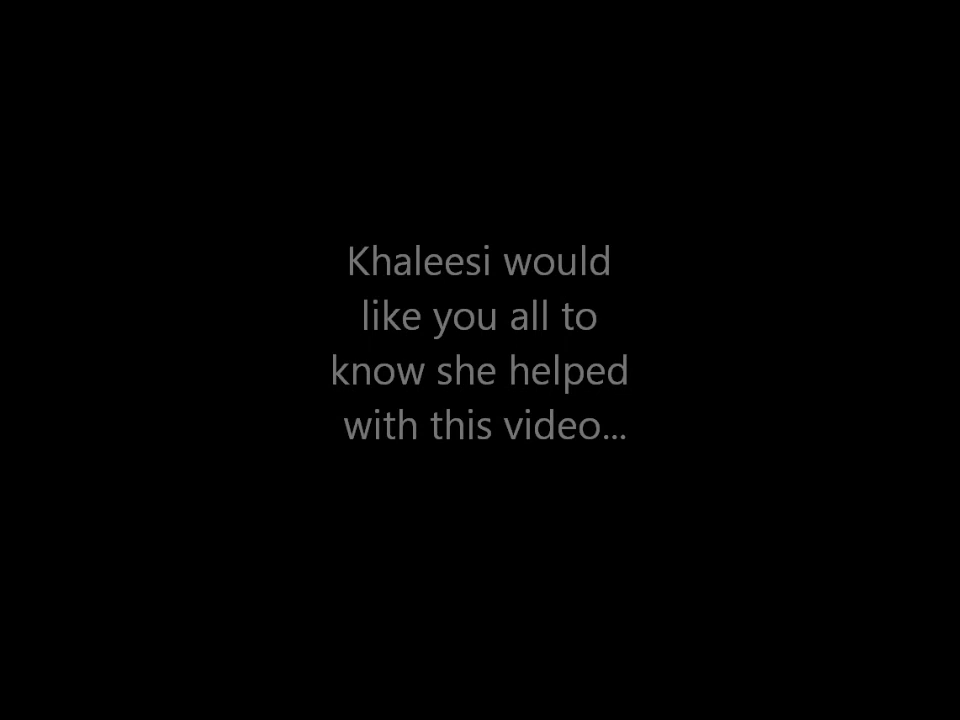 Khaleesi would
like you all to
know she helped
with this video...